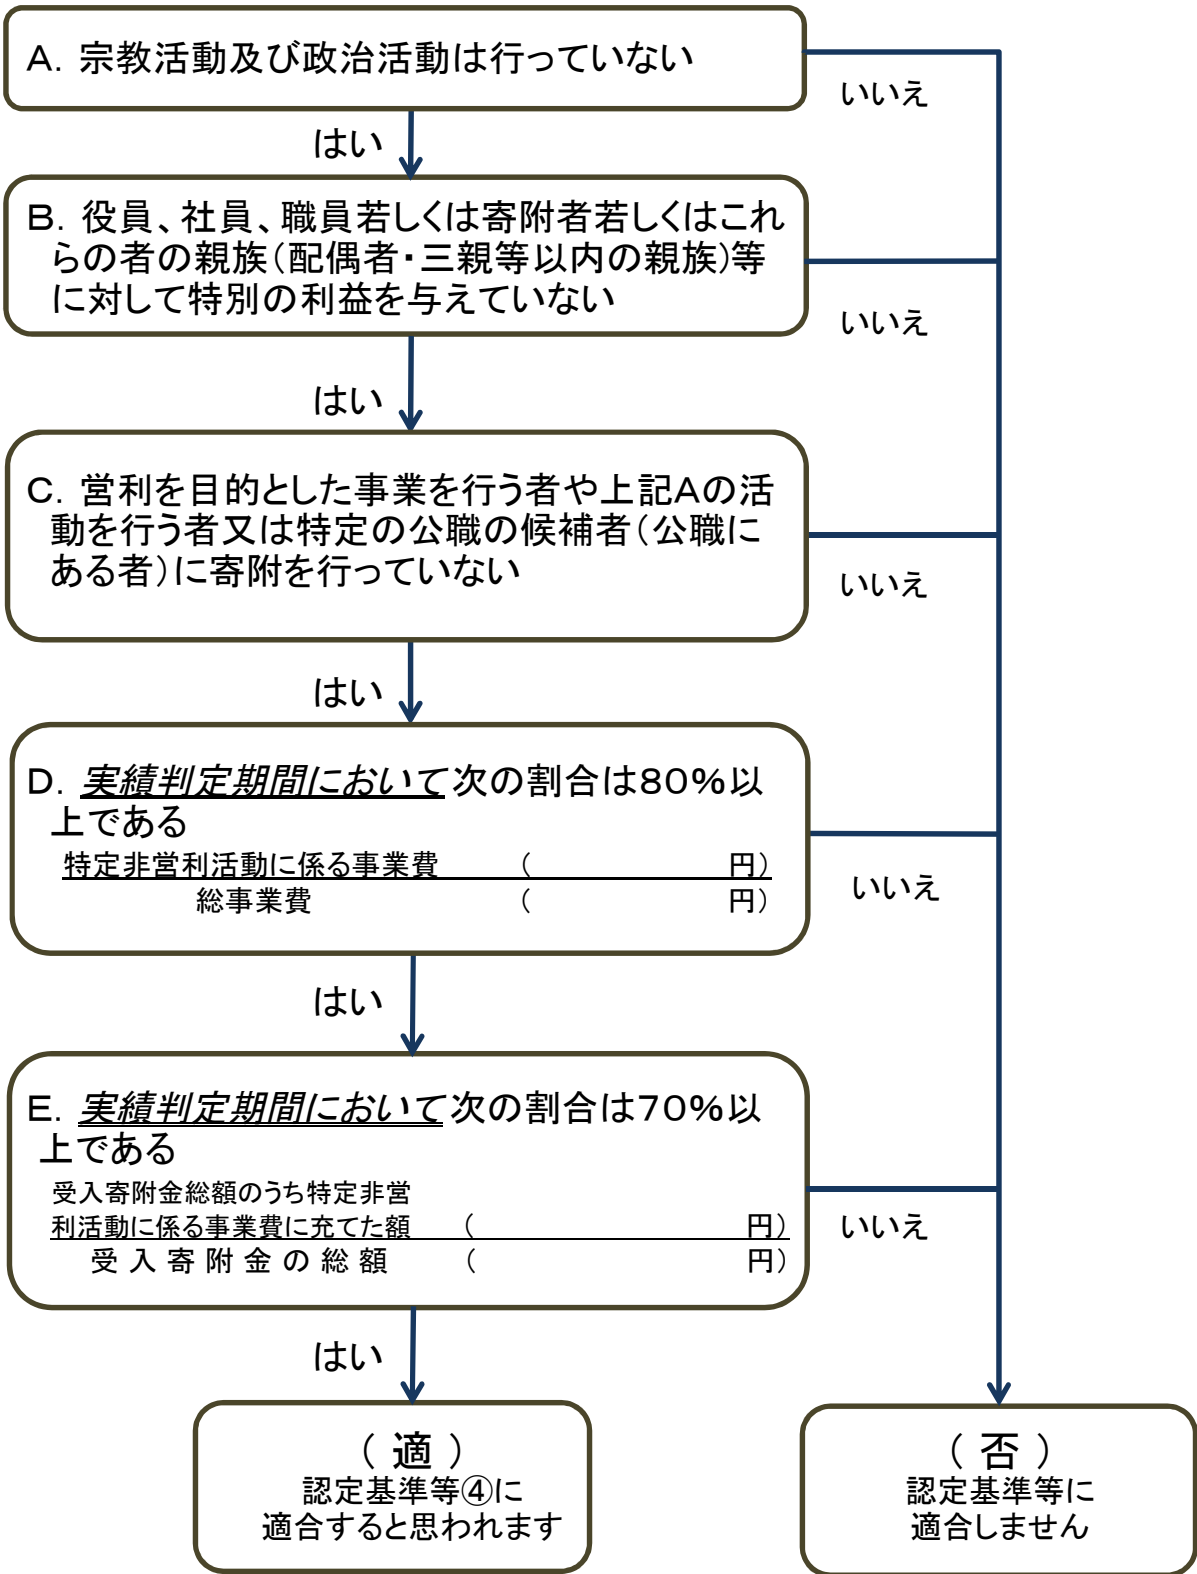 A. 宗教活動及び政治活動は行っていない
いいえ
はい
B. 役員、社員、職員若しくは寄附者若しくはこれ
らの者の親族(配偶者・三親等以内の親族)等
に対して特別の利益を与えていない
いいえ
はい
C. 営利を目的とした事業を行う者や上記Aの活
動を行う者又は特定の公職の候補者(公職に
ある者)に寄附を行っていない
いいえ
はい
D. 実績判定期間において次の割合は80%以
上である
特定非営利活動に係る事業費 ( 円)
総事業費 ( 円)
いいえ
はい
E. 実績判定期間において次の割合は70%以
上である
受入寄附金総額のうち特定非営
利活動に係る事業費に充てた額 ( 円)
受入寄附金の総額 ( 円)
いいえ
はい
(適)
認定基準等④に
適合すると思われます
(否)
認定基準等に
適合しません